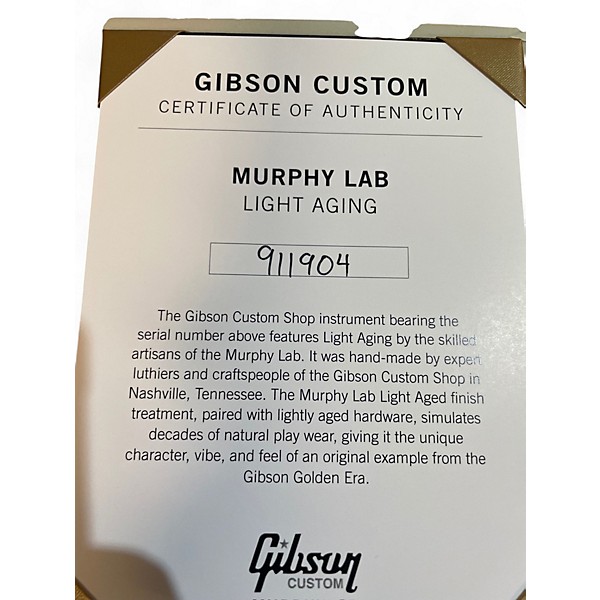 GIBSON CUSTOM
CERTIFICATE OF AUTHENTICITY
MURPHY LAB
LIGHT AGING
911904
The Gibson Custom Shop instrument bearing the
serial number above features Light Aging by the skilled
artisans of the Murphy Lab. It was hand-made by expert
luthiers and craftspeople of the Gibson Custom Shop in
Nashville, Tennessee. The Murphy Lab Light Aged finish
treatment, paired with lightly aged hardware, simulates
decades of natural play wear, giving it the unique
character, vibe, and feel of an original example from the
Gibson Golden Era.
Gibson
CUSTOM